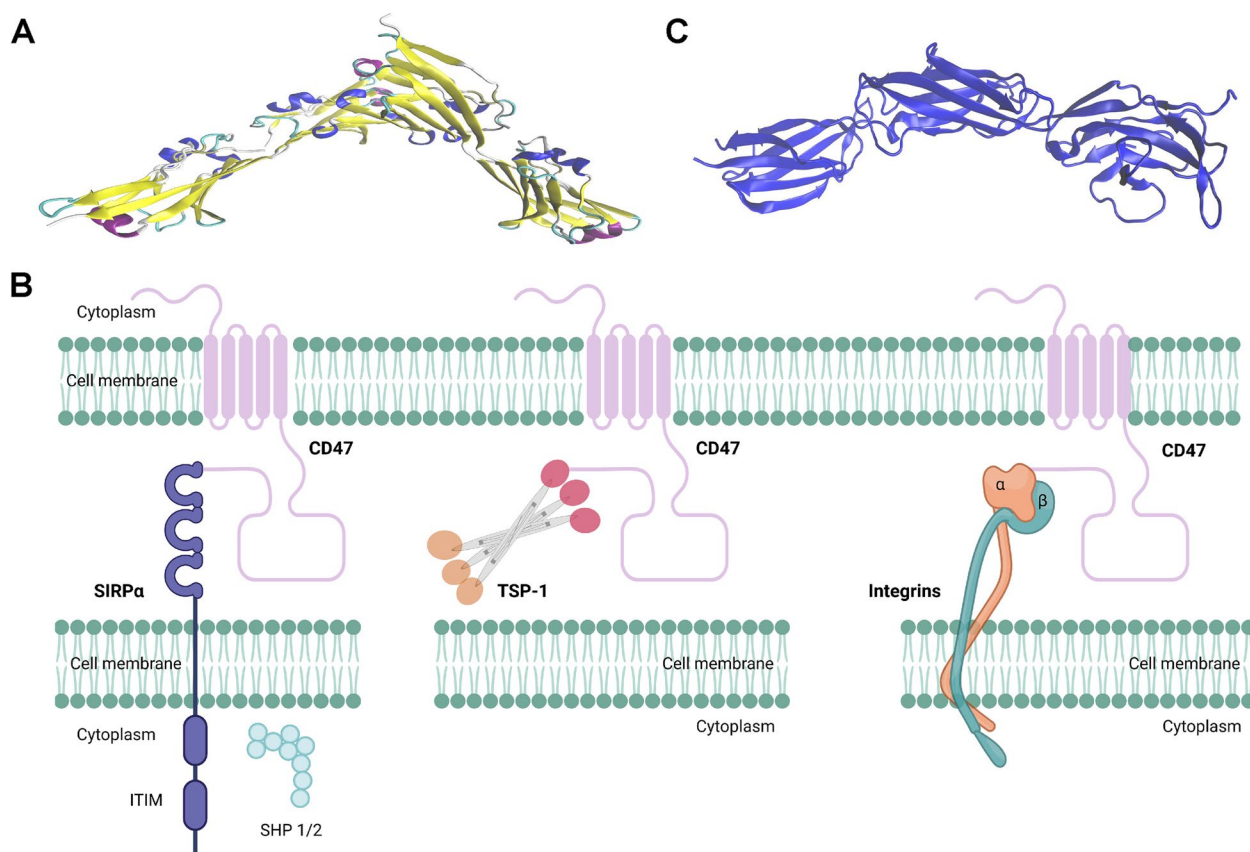 A
C
B
Cytoplasm
Cell membrane
CD47
CD47
CD47
α
β
SIRPα
TSP-1
Integrins
Cell membrane
Cell membrane
Cell membrane
Cytoplasm
Cytoplasm
Cytoplasm
ITIM
SHP 1/2